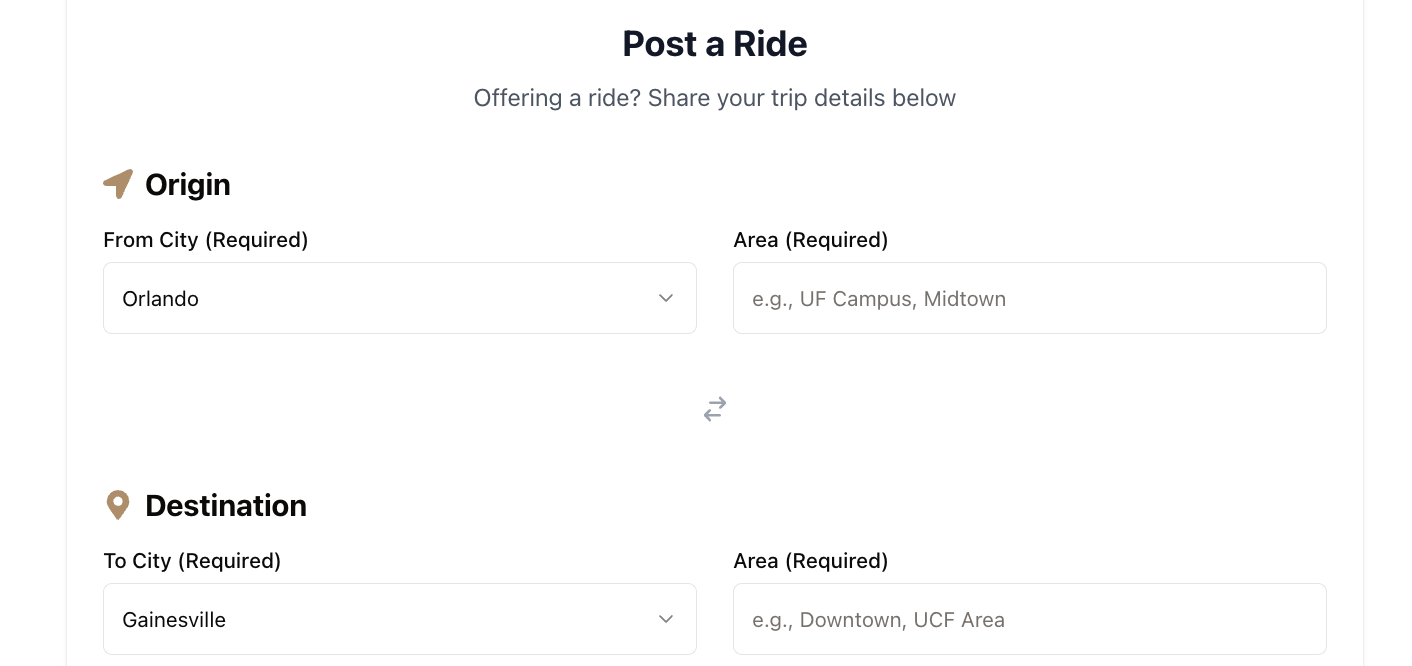 Post a Ride
Offering a ride? Share your trip details below
Origin
From City (Required)
Area (Required)
Orlando
e.g., UF Campus, Midtown
Destination
To City (Required)
Area (Required)
Gainesville
e.g., Downtown, UCF Area